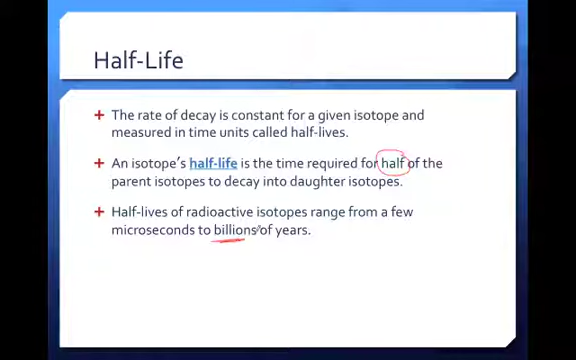 Half-Life
+ The rate of decay is constant for a given isotope and
measured in time units called half-lives.
+ An isotope's half-life is the time required for half of the
parent isotopes to decay into daughter isotopes.
+ Half-lives of radioactive isotopes range from a few
microseconds to billions of years.